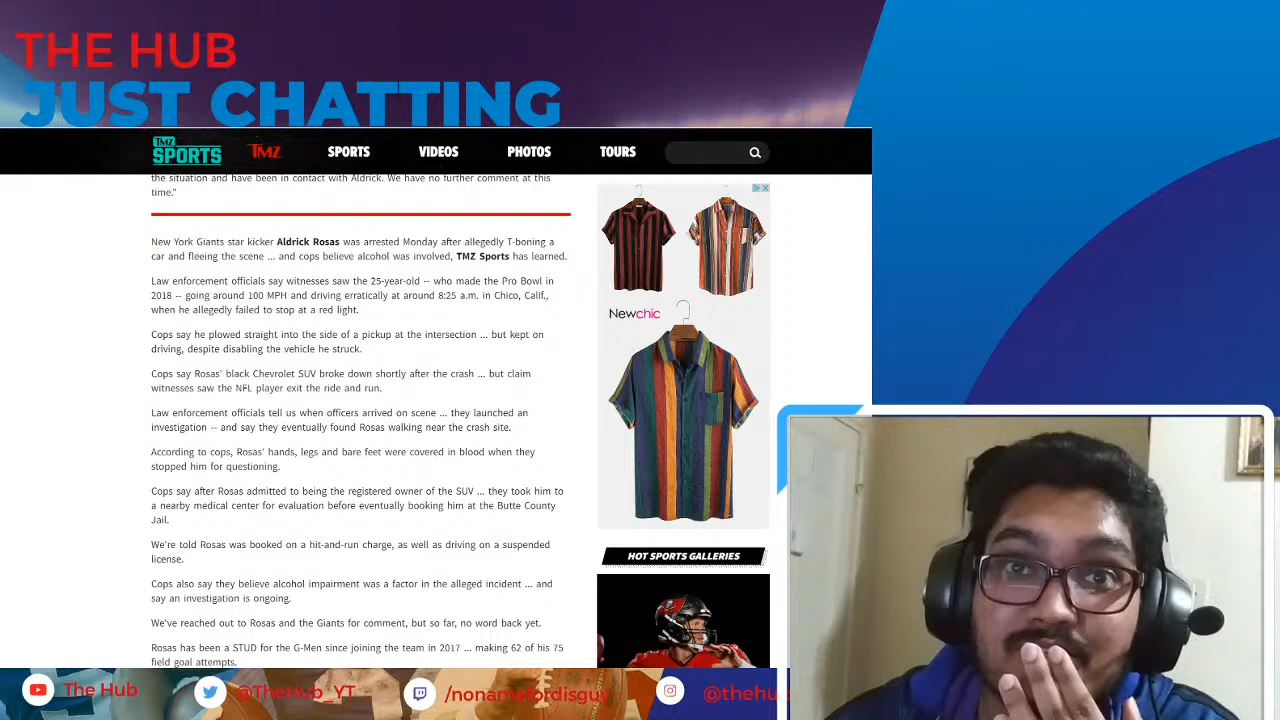 THE HUB
JUST CHATTING
TMZ
SPORTS
TMZ
SPORTS
VIDEOS
PHOTOS
TOURS
the situation and have been in contact with Aldrick. We have no further comment at this
time."
New York Giants star kicker Aldrick Rosas was arrested Monday after allegedly T-boning a
car and fleeing the scene ... and cops believe alcohol was involved, TMZ Sports has learned.
Law enforcement officials say witnesses saw the 25-year-old -- who made the Pro Bowl in
2018 -- going around 100 MPH and driving erratically at around 8:25 a.m. in Chico, Calif.,
when he allegedly failed to stop at a red light.
Cops say he plowed straight into the side of a pickup at the intersection ... but kept on
driving, despite disabling the vehicle he struck.
Cops say Rosas' black Chevrolet SUV broke down shortly after the crash ... but claim
witnesses saw the NFL player exit the ride and run.
Law enforcement officials tell us when officers arrived on scene ... they launched an
investigation -- and say they eventually found Rosas walking near the crash site.
According to cops, Rosas' hands, legs and bare feet were covered in blood when they
stopped him for questioning.
Cops say after Rosas admitted to being the registered owner of the SUV ... they took him to
a nearby medical center for evaluation before eventually booking him at the Butte County
Jail.
We're told Rosas was booked on a hit-and-run charge, as well as driving on a suspended
license.
Cops also say they believe alcohol impairment was a factor in the alleged incident ... and
say an investigation is ongoing.
We've reached out to Rosas and the Giants for comment, but so far, no word back yet.
Rosas has been a STUD for the G-Men since joining the team in 2017 ... making 62 of his 75
field goal attempts.
Newchic
HOT SPORTS GALLERIES
The Hub
@TheHub_YT
/nonamefordisguy
@thehu